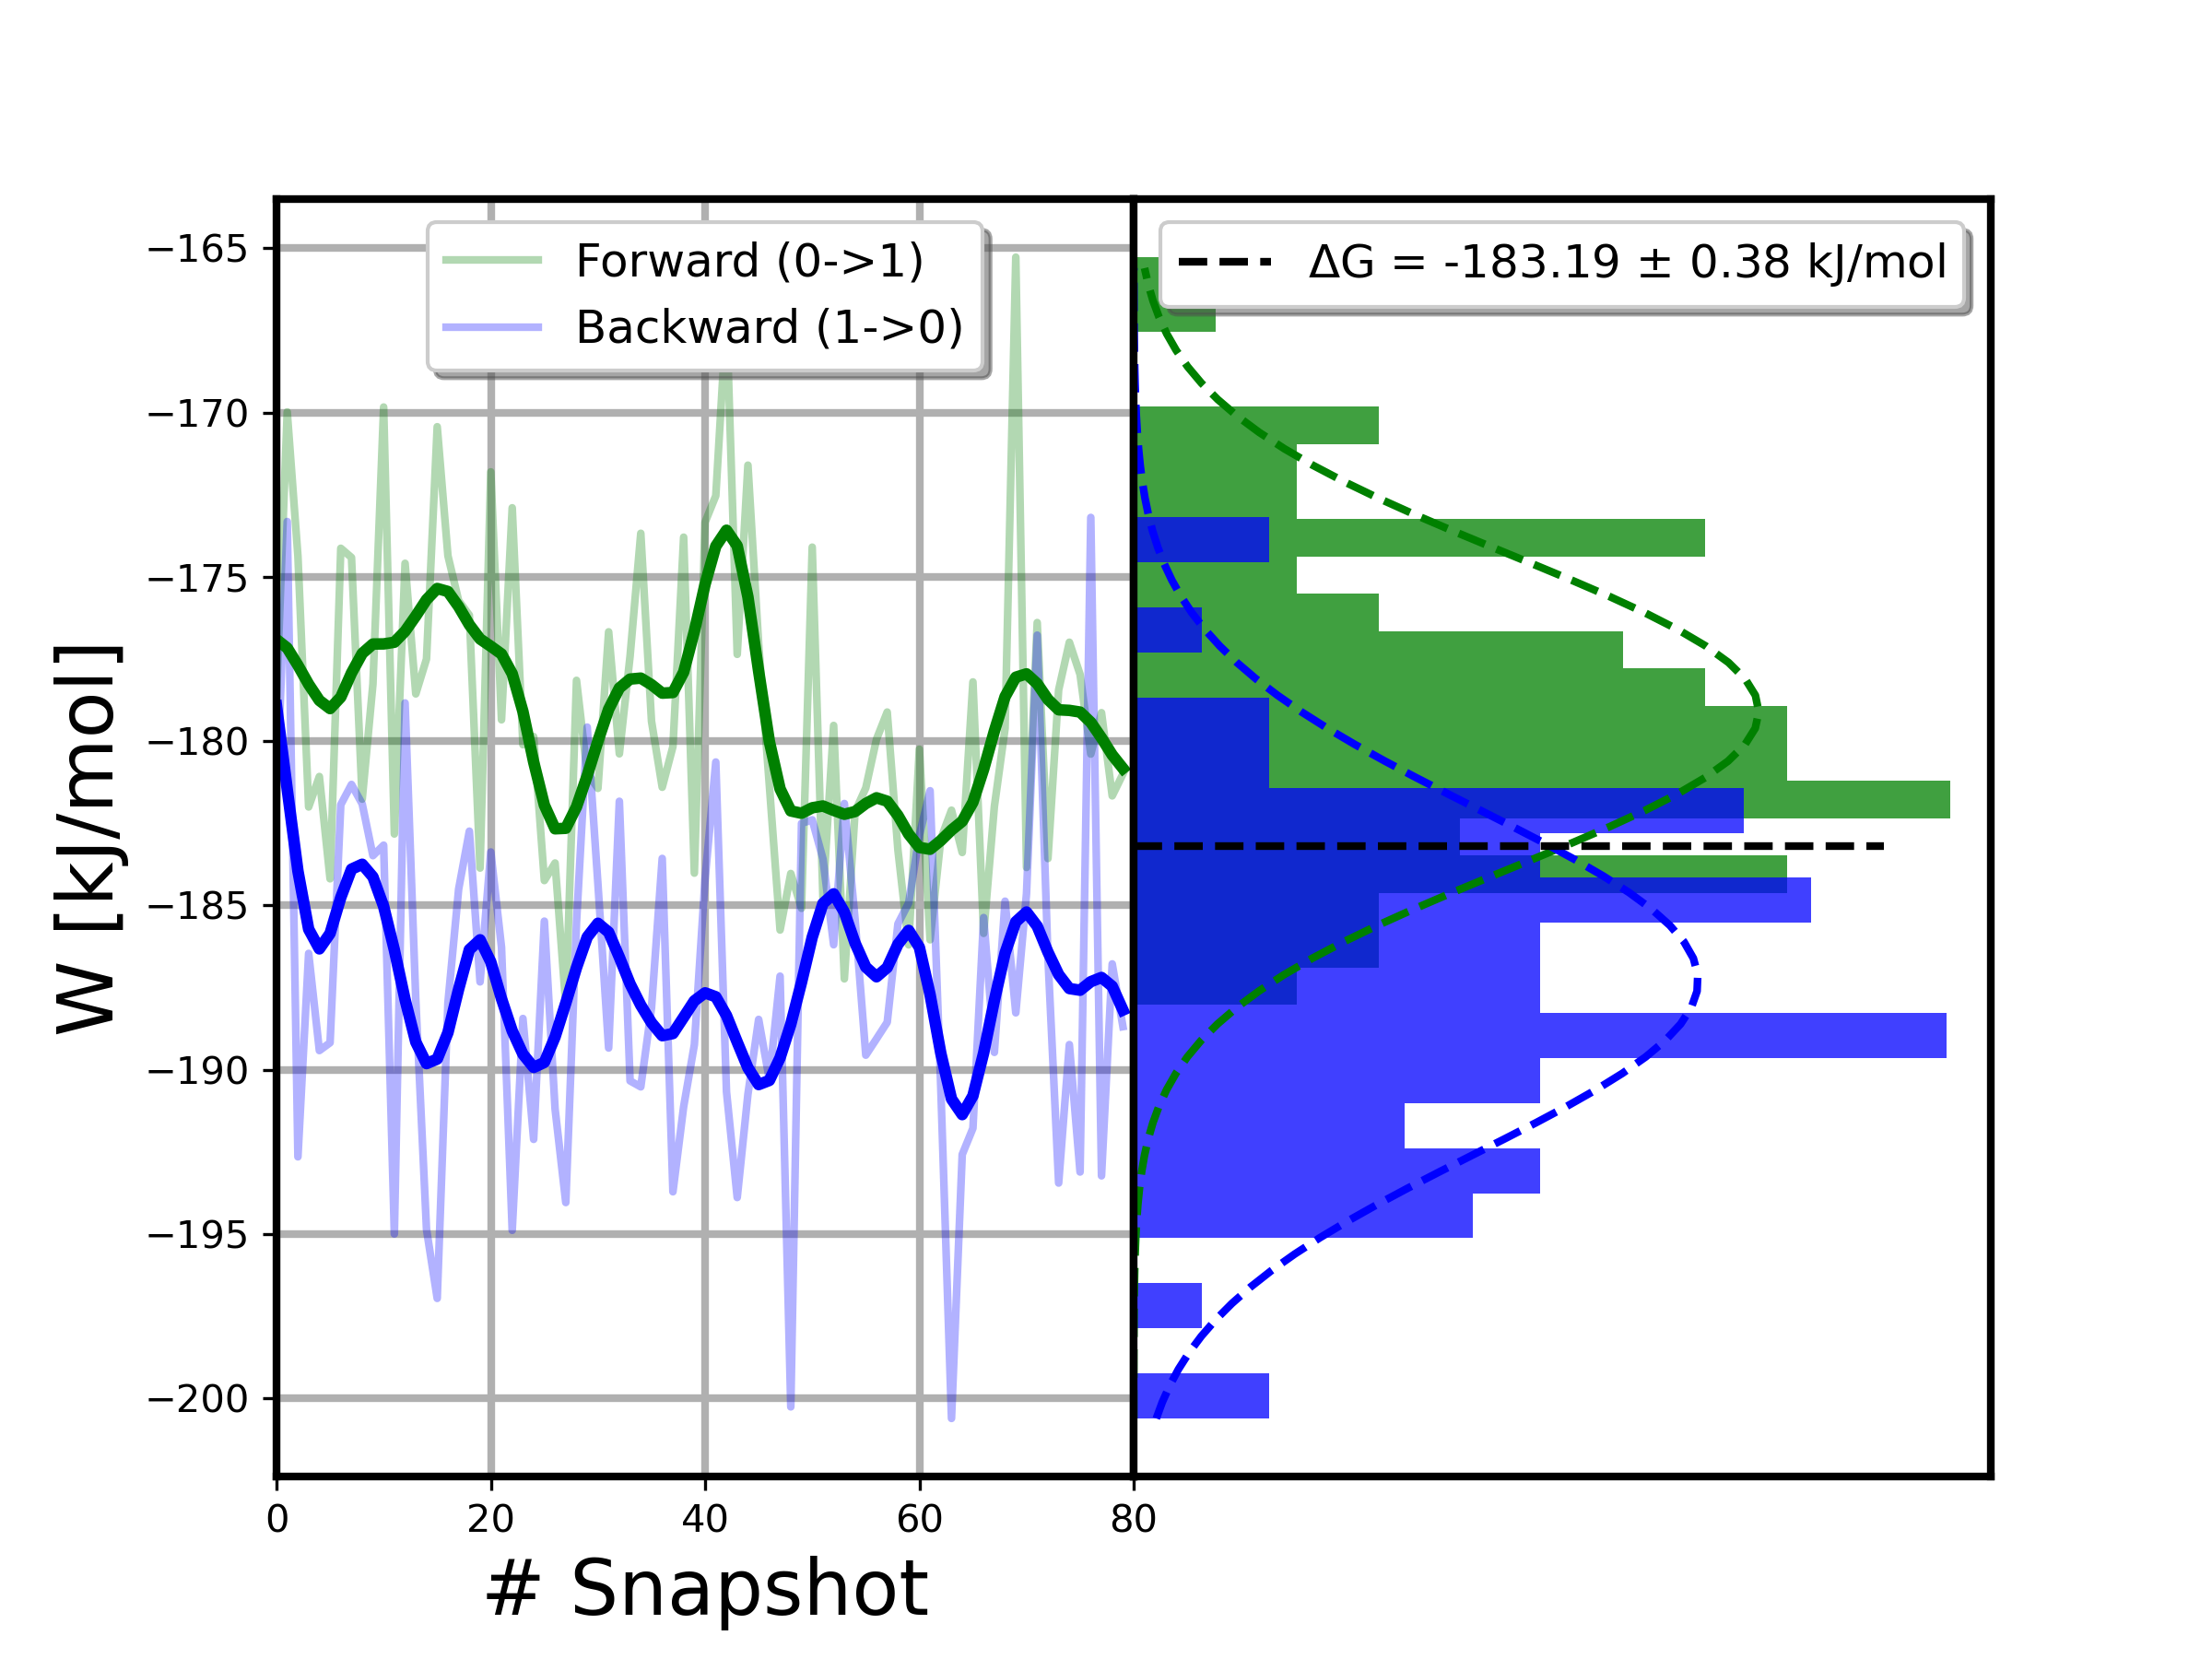 Forward (0->1)
Backward (1->0)
ΔG = -183.19 ± 0.38 kJ/mol
W [kJ/mol]
−165
−170
−175
−180
−185
−190
−195
−200
0 20 40 60 80
# Snapshot